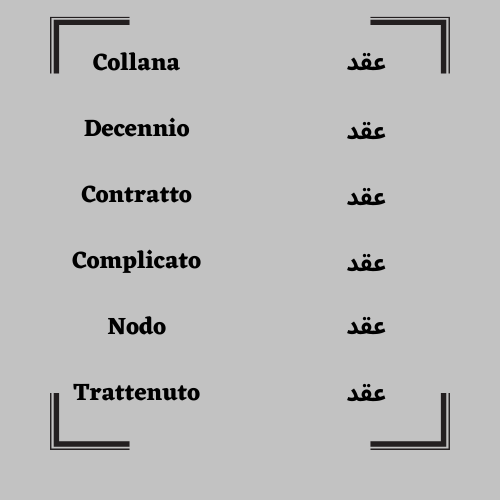 Collana عقد
Decennio عقد
Contratto عقد
Complicato عقد
Nodo عقد
Trattenuto عقد